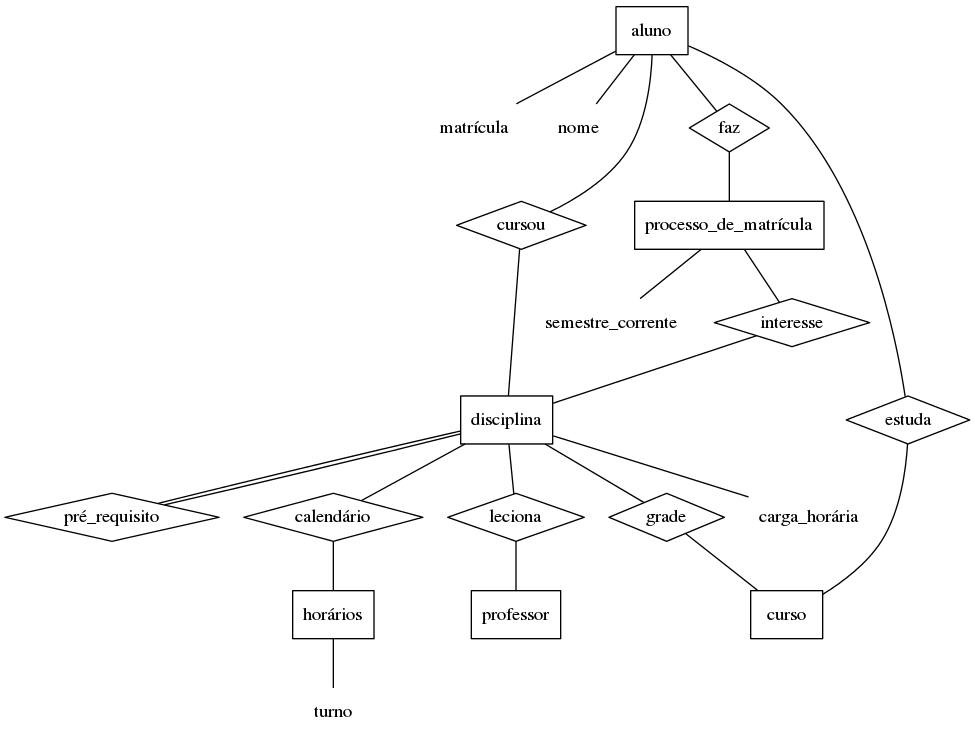 aluno
matrícula
nome
faz
cursou
processo_de_matrícula
semestre_corrente
interesse
disciplina
estuda
pré_requisito
calendário
leciona
grade
carga_horária
horários
professor
curso
turno